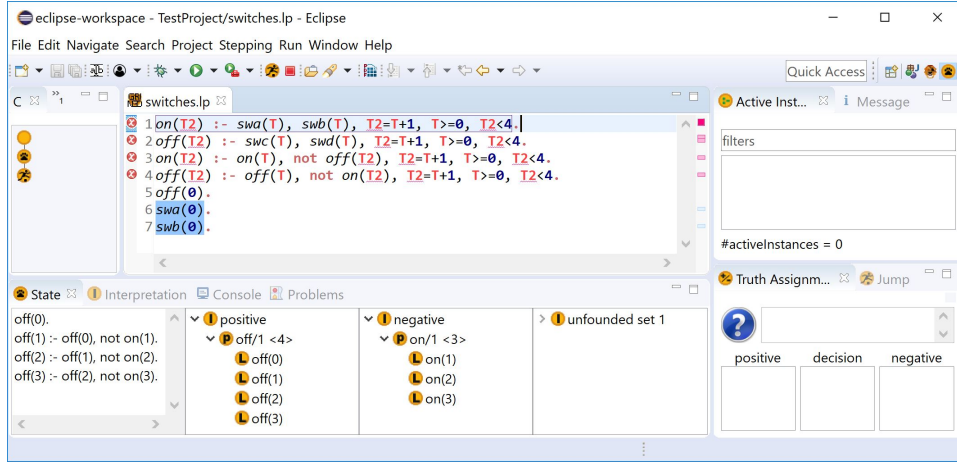 eclipse-workspace - TestProject/switches.lp - Eclipse
File Edit Navigate Search Project Stepping Run Window Help
Quick Access
C
"1
switches.lp
1 on(T2) :- swa(T), swb(T), T2=T+1, T>=0, T2<4.
2 off(T2) :- swc(T), swd(T), T2=T+1, T>=0, T2<4.
3 on(T2) :- on(T), not off(T2), T2=T+1, T>=0, T2<4.
4 off(T2) :- off(T), not on(T2), T2=T+1, T>=0, T2<4.
5 off(0).
6 swa(0).
7 swb(0).
Active Inst...
Message
filters
#activeInstances = 0
State
Interpretation
Console
Problems
off(0).
off(1) :- off(0), not on(1).
off(2) :- off(1), not on(2).
off(3) :- off(2), not on(3).
positive
off/1 <4>
off(0)
off(1)
off(2)
off(3)
negative
on/1 <3>
on(1)
on(2)
on(3)
unfounded set 1
Truth Assignm...
Jump
positive
decision
negative